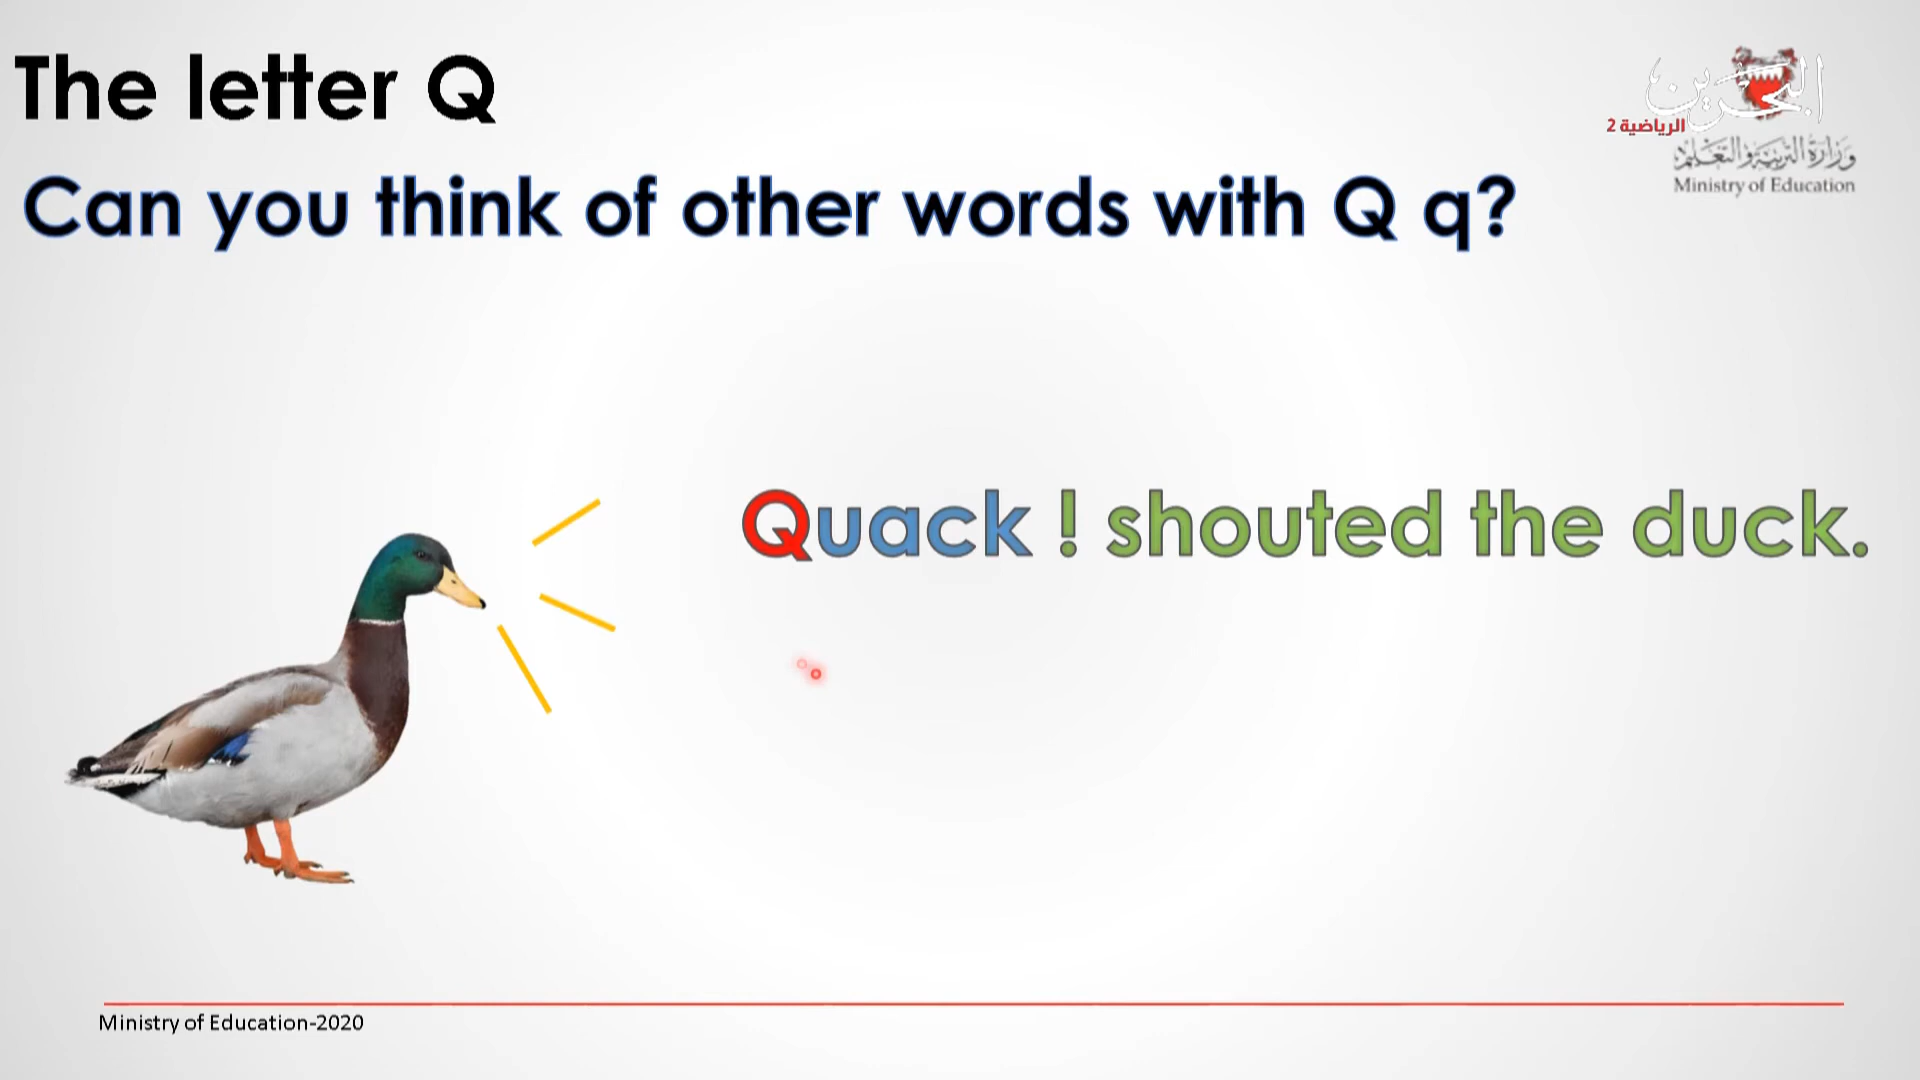 The letter Q
Can you think of other words with Q q?
البحرين
الرياضية 2
وزارة التربية والتعليم
Ministry of Education
Quack ! shouted the duck.
Ministry of Education-2020